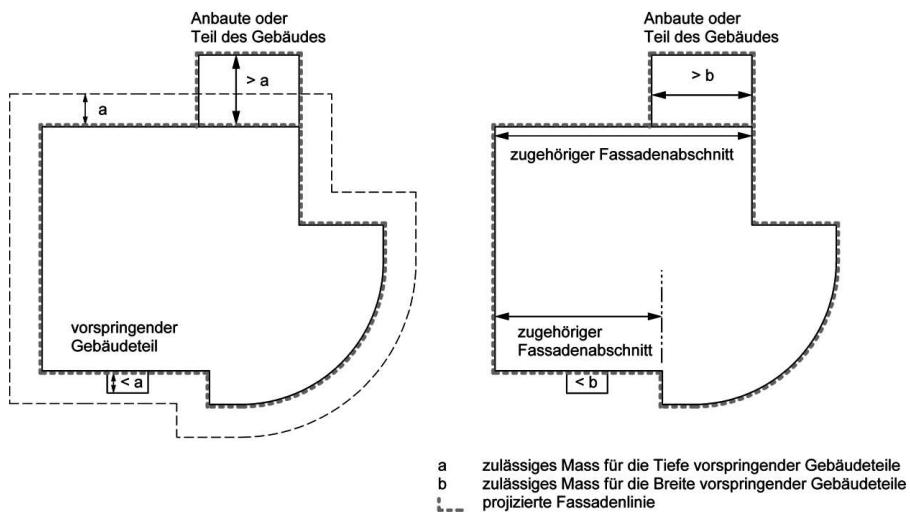 Anbaute oder
Teil des Gebäudes
> a
a
vorspringender
Gebäudeteil
< a
Anbaute oder
Teil des Gebäudes
> b
zugehöriger Fassadenabschnitt
zugehöriger
Fassadenabschnitt
< b
a zulässiges Mass für die Tiefe vorspringender Gebäudeteile
b zulässiges Mass für die Breite vorspringender Gebäudeteile
projizierte Fassadenlinie